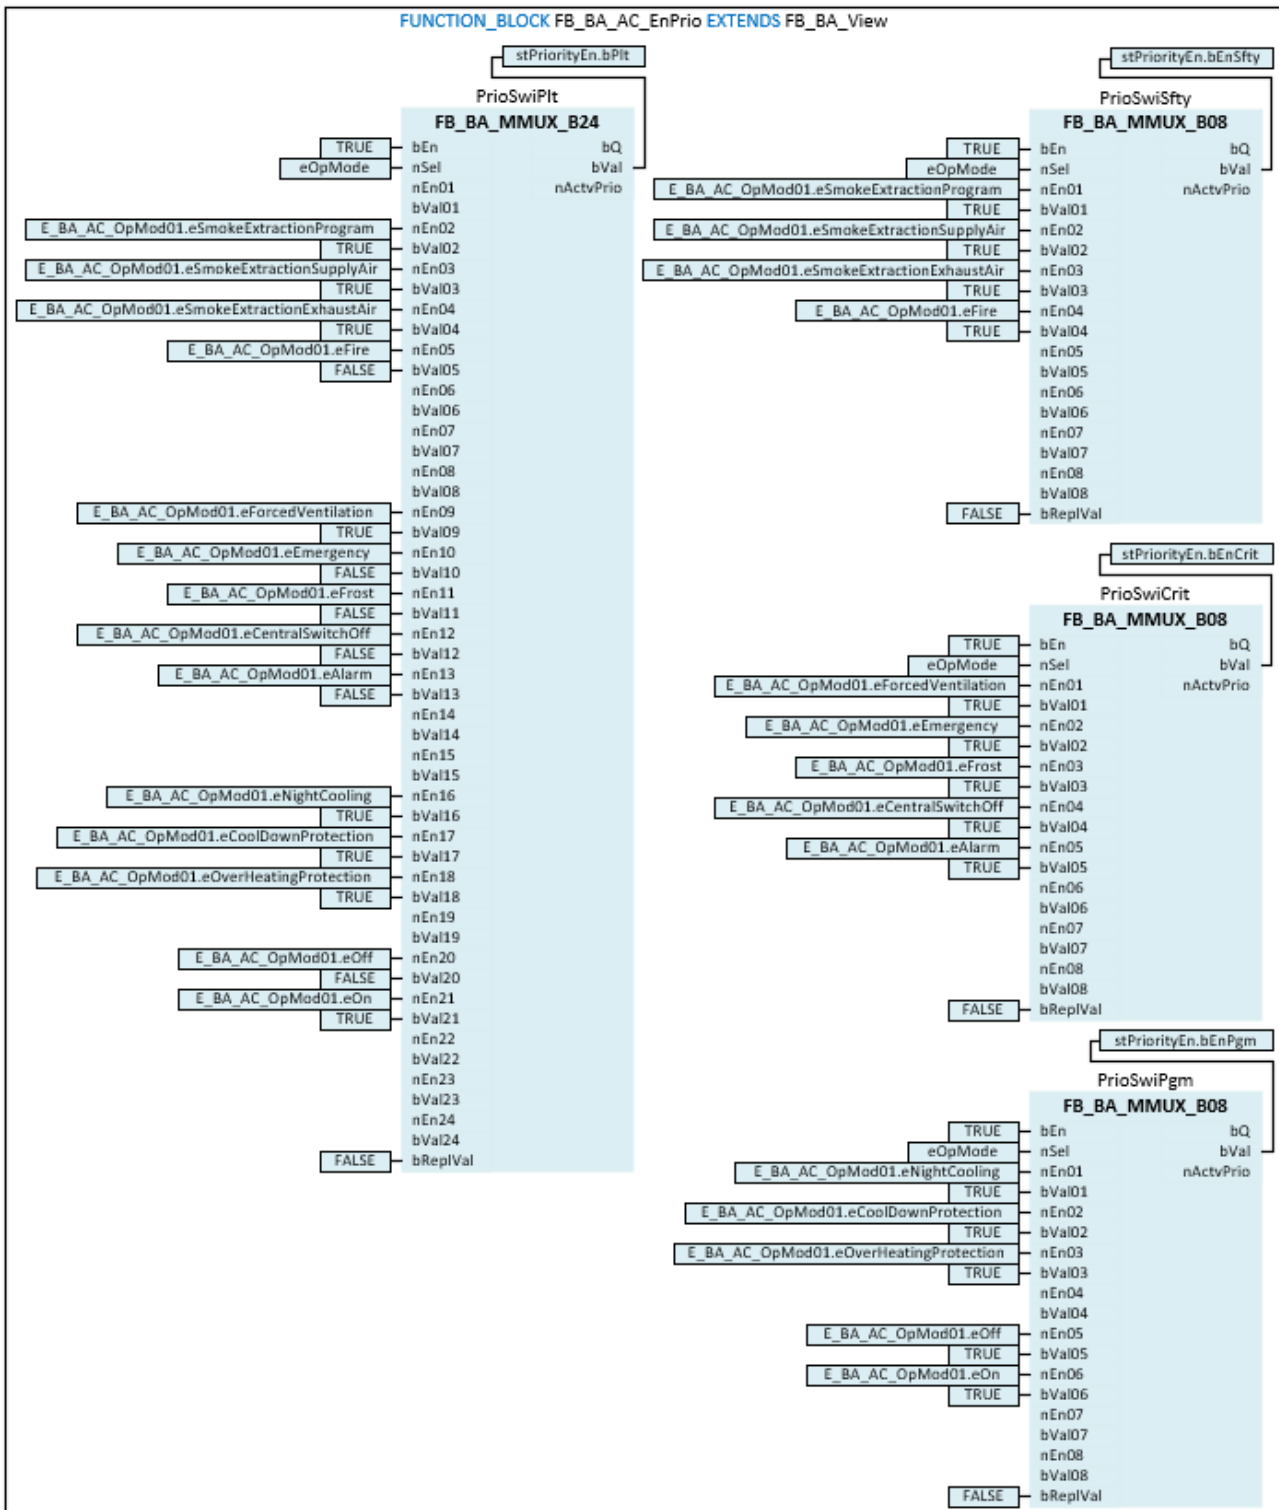 FUNCTION_BLOCK FB_BA_AC_EnPrio EXTENDS FB_BA_View
stPriorityEn.bPlt
PrioSwiPlt
FB_BA_MMUX_B24
TRUE bEn bQ
eOpMode nSel bVal
nEn01 nActvPrio
bVal01
E_BA_AC_OpMod01.eSmokeExtractionProgram nEn02
TRUE bVal02
E_BA_AC_OpMod01.eSmokeExtractionSupplyAir nEn03
TRUE bVal03
E_BA_AC_OpMod01.eSmokeExtractionExhaustAir nEn04
TRUE bVal04
E_BA_AC_OpMod01.eFire nEn05
FALSE bVal05
nEn06
bVal06
nEn07
bVal07
nEn08
bVal08
E_BA_AC_OpMod01.eForcedVentilation nEn09
TRUE bVal09
E_BA_AC_OpMod01.eEmergency nEn10
FALSE bVal10
E_BA_AC_OpMod01.eFrost nEn11
FALSE bVal11
E_BA_AC_OpMod01.eCentralSwitchOff nEn12
FALSE bVal12
E_BA_AC_OpMod01.eAlarm nEn13
FALSE bVal13
nEn14
bVal14
nEn15
bVal15
E_BA_AC_OpMod01.eNightCooling nEn16
TRUE bVal16
E_BA_AC_OpMod01.eCoolDownProtection nEn17
TRUE bVal17
E_BA_AC_OpMod01.eOverHeatingProtection nEn18
TRUE bVal18
nEn19
bVal19
E_BA_AC_OpMod01.eOff nEn20
FALSE bVal20
E_BA_AC_OpMod01.eOn nEn21
TRUE bVal21
nEn22
bVal22
nEn23
bVal23
nEn24
bVal24
FALSE bReplVal
stPriorityEn.bEnSfty
PrioSwiSfty
FB_BA_MMUX_B08
TRUE bEn bQ
eOpMode nSel bVal
E_BA_AC_OpMod01.eSmokeExtractionProgram nEn01 nActvPrio
TRUE bVal01
E_BA_AC_OpMod01.eSmokeExtractionSupplyAir nEn02
TRUE bVal02
E_BA_AC_OpMod01.eSmokeExtractionExhaustAir nEn03
TRUE bVal03
E_BA_AC_OpMod01.eFire nEn04
TRUE bVal04
nEn05
bVal05
nEn06
bVal06
nEn07
bVal07
nEn08
bVal08
FALSE bReplVal
stPriorityEn.bEnCrit
PrioSwiCrit
FB_BA_MMUX_B08
TRUE bEn bQ
eOpMode nSel bVal
E_BA_AC_OpMod01.eForcedVentilation nEn01 nActvPrio
TRUE bVal01
E_BA_AC_OpMod01.eEmergency nEn02
TRUE bVal02
E_BA_AC_OpMod01.eFrost nEn03
TRUE bVal03
E_BA_AC_OpMod01.eCentralSwitchOff nEn04
TRUE bVal04
E_BA_AC_OpMod01.eAlarm nEn05
TRUE bVal05
nEn06
bVal06
nEn07
bVal07
nEn08
bVal08
FALSE bReplVal
stPriorityEn.bEnPgm
PrioSwiPgm
FB_BA_MMUX_B08
TRUE bEn bQ
eOpMode nSel bVal
E_BA_AC_OpMod01.eNightCooling nEn01 nActvPrio
TRUE bVal01
E_BA_AC_OpMod01.eCoolDownProtection nEn02
TRUE bVal02
E_BA_AC_OpMod01.eOverHeatingProtection nEn03
TRUE bVal03
nEn04
bVal04
E_BA_AC_OpMod01.eOff nEn05
TRUE bVal05
E_BA_AC_OpMod01.eOn nEn06
TRUE bVal06
nEn07
bVal07
nEn08
bVal08
FALSE bReplVal